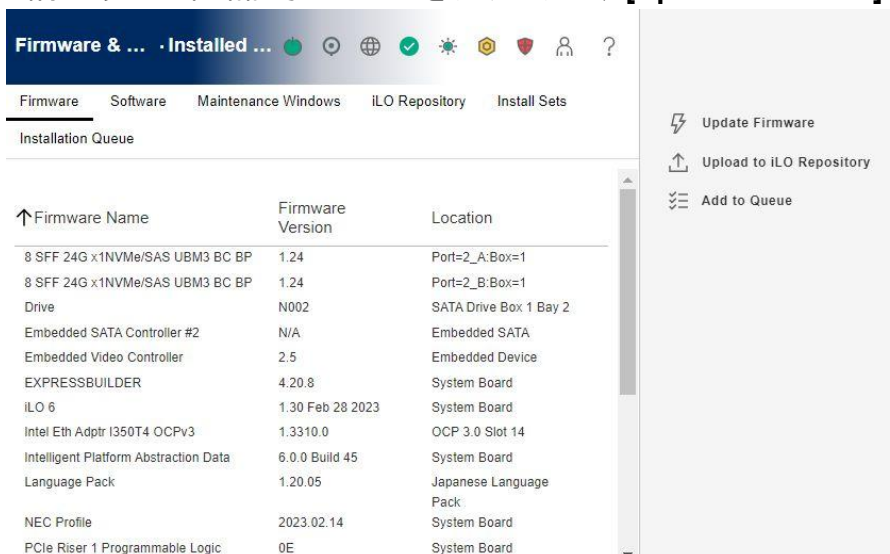 Firmware & ... · Installed ...
?
Firmware Software Maintenance Windows iLO Repository Install Sets
Installation Queue
Update Firmware
Upload to iLO Repository
Add to Queue
Firmware Name Firmware Version Location
8 SFF 24G x1NVMe/SAS UBM3 BC BP 1.24 Port=2_A:Box=1
8 SFF 24G x1NVMe/SAS UBM3 BC BP 1.24 Port=2_B:Box=1
Drive N002 SATA Drive Box 1 Bay 2
Embedded SATA Controller #2 N/A Embedded SATA
Embedded Video Controller 2.5 Embedded Device
EXPRESSBUILDER 4.20.8 System Board
iLO 6 1.30 Feb 28 2023 System Board
Intel Eth Adptr I350T4 OCPv3 1.3310.0 OCP 3.0 Slot 14
Intelligent Platform Abstraction Data 6.0.0 Build 45 System Board
Language Pack 1.20.05 Japanese Language Pack
NEC Profile 2023.02.14 System Board
PCIe Riser 1 Programmable Logic 0E System Board